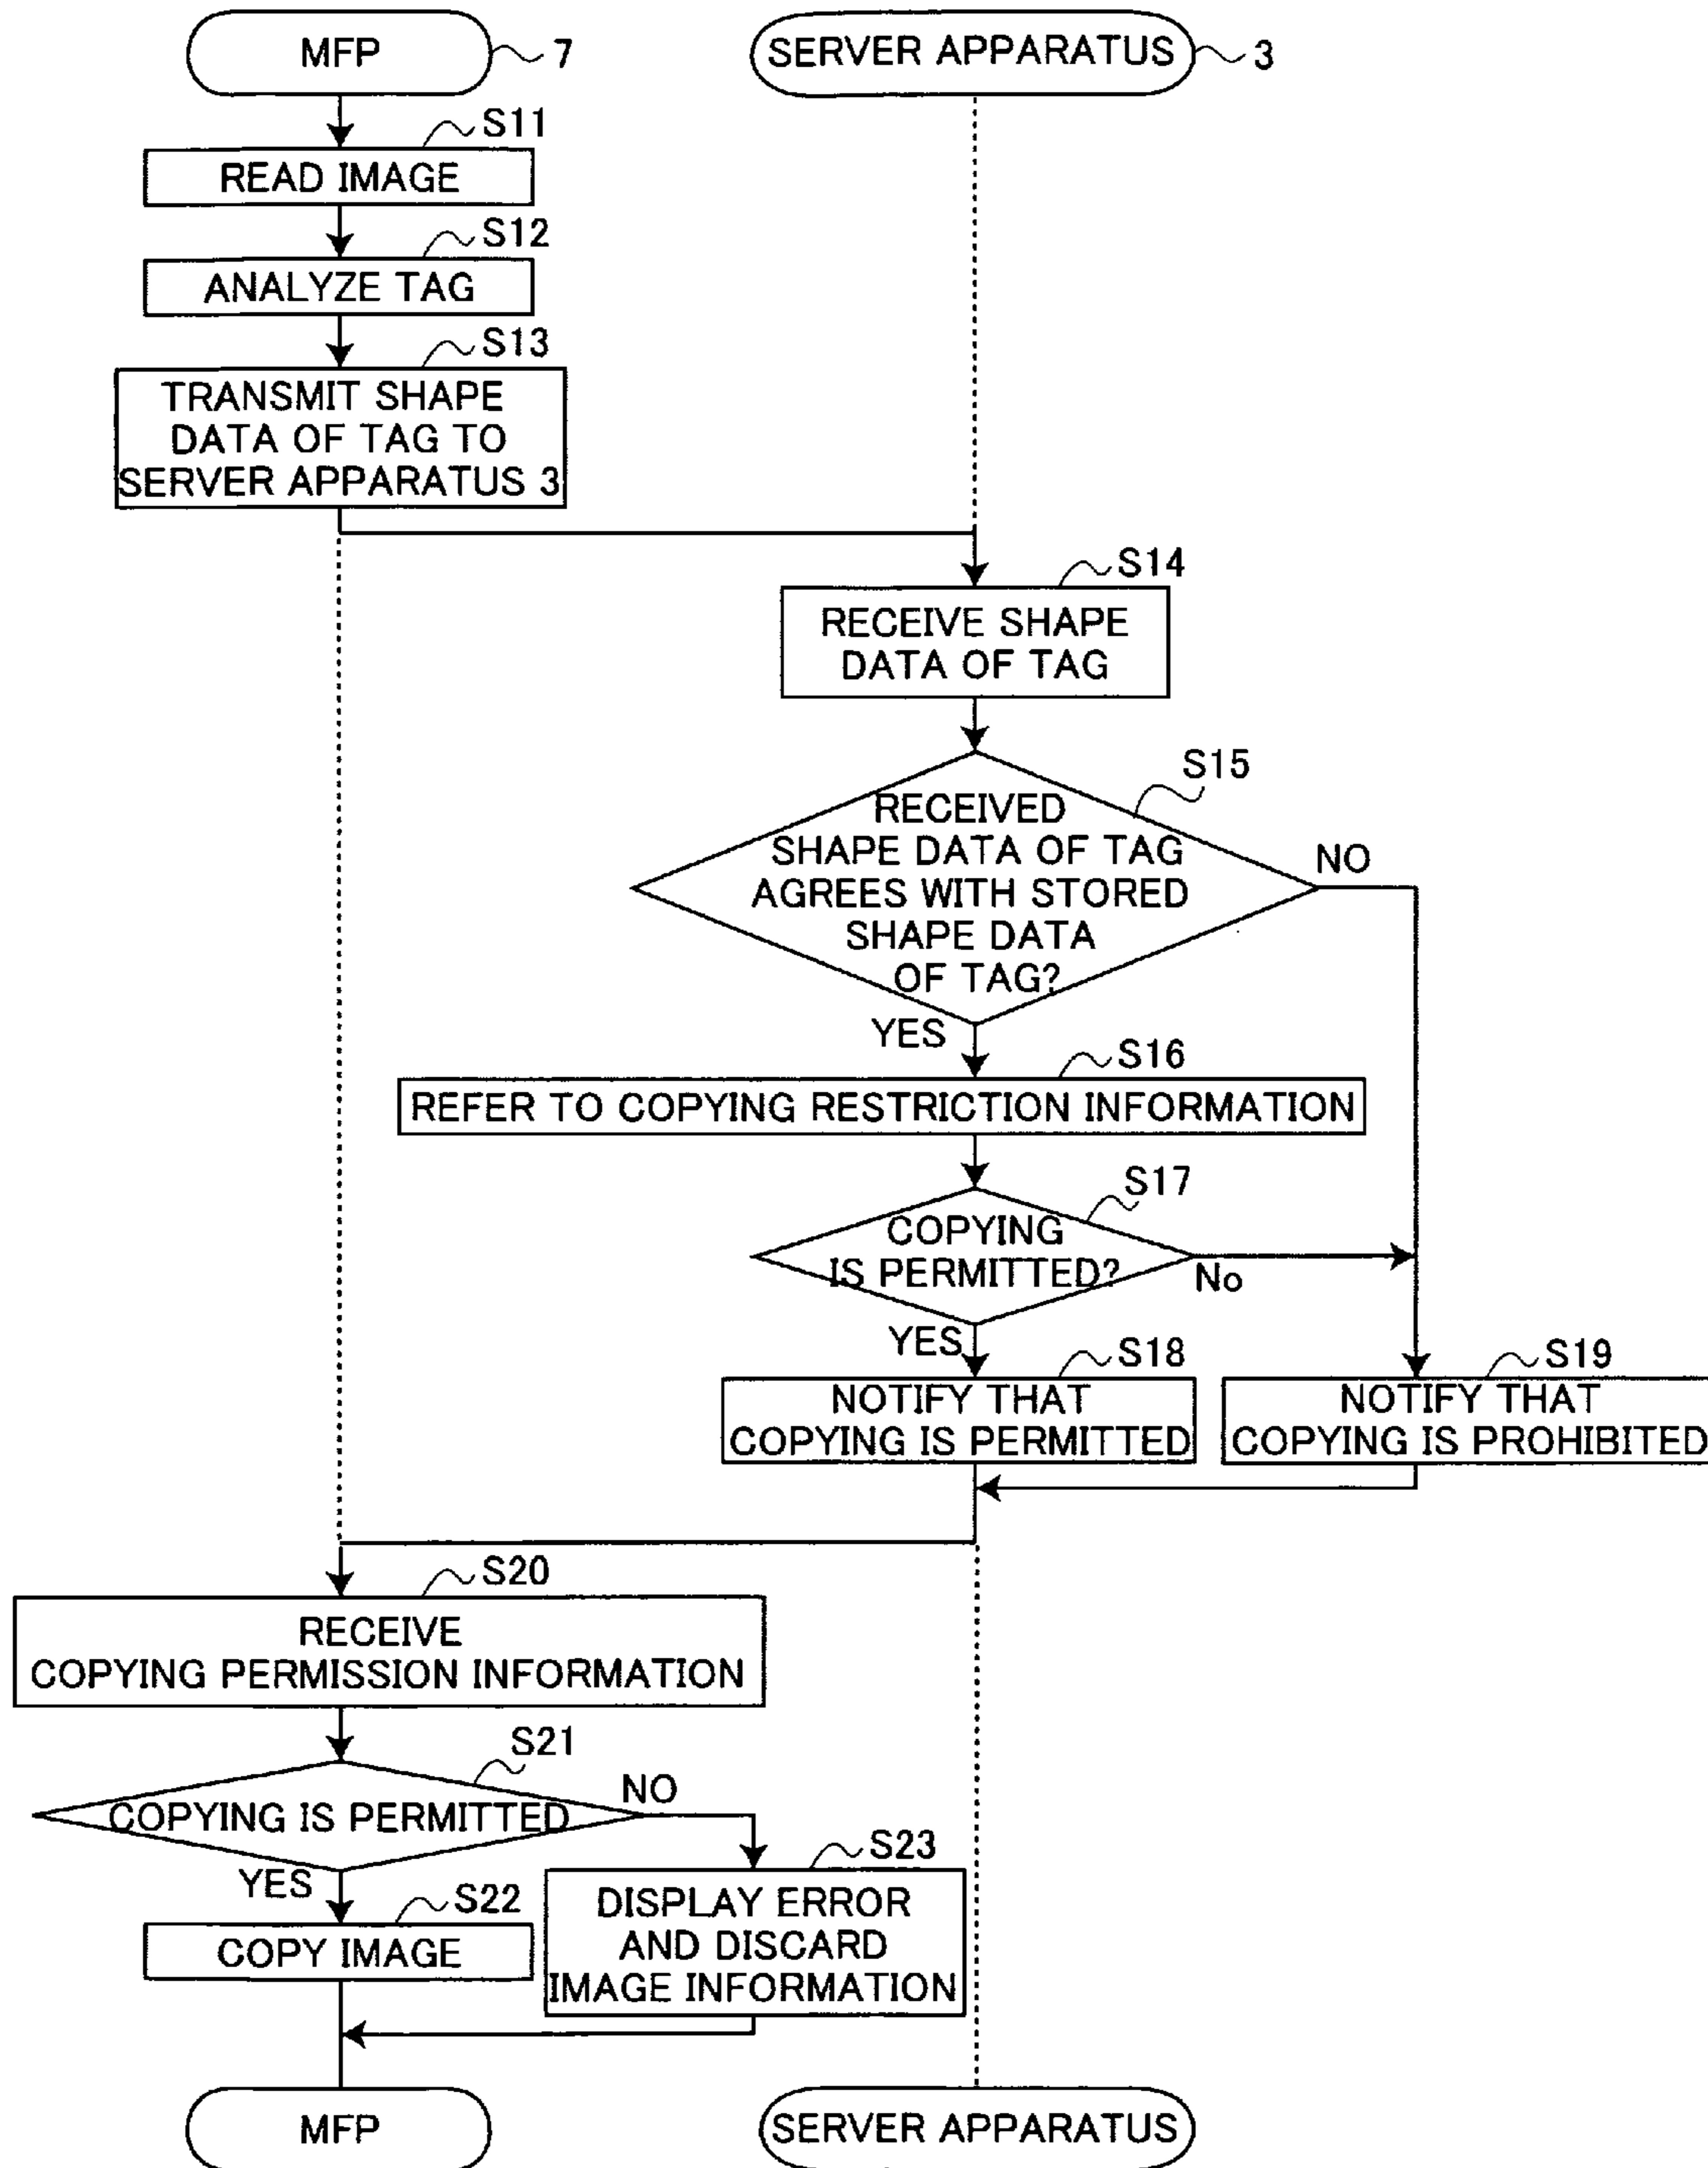 MFP
7
SERVER APPARATUS
3
S11
READ IMAGE
S12
ANALYZE TAG
S13
TRANSMIT SHAPE
DATA OF TAG TO
SERVER APPARATUS 3
S14
RECEIVE SHAPE
DATA OF TAG
S15
RECEIVED
SHAPE DATA OF TAG
AGREES WITH STORED
SHAPE DATA
OF TAG?
NO
YES
S16
REFER TO COPYING RESTRICTION INFORMATION
S17
COPYING
IS PERMITTED?
No
YES
S18
NOTIFY THAT
COPYING IS PERMITTED
S19
NOTIFY THAT
COPYING IS PROHIBITED
S20
RECEIVE
COPYING PERMISSION INFORMATION
S21
COPYING IS PERMITTED
NO
YES
S22
COPY IMAGE
S23
DISPLAY ERROR
AND DISCARD
IMAGE INFORMATION
MFP
SERVER APPARATUS